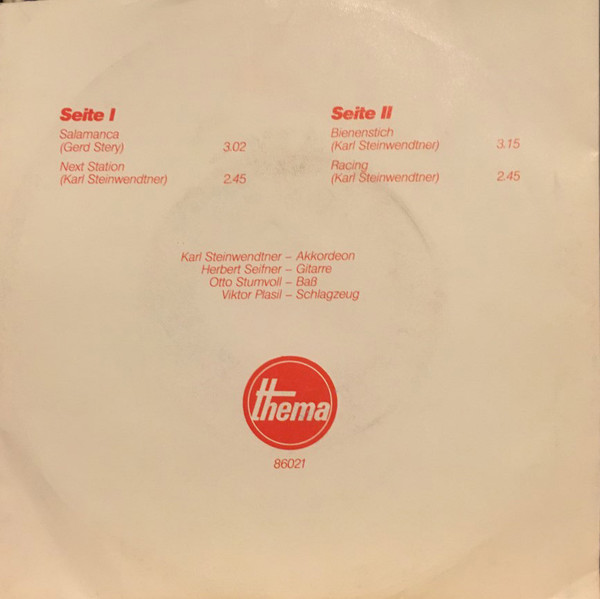 Seite I
Salamanca
(Gerd Stery) 3.02
Next Station
(Karl Steinwendtner) 2.45
Seite II
Bienenstich
(Karl Steinwendtner) 3.15
Racing
(Karl Steinwendtner) 2.45
Karl Steinwendtner – Akkordeon
Herbert Seifner – Gitarre
Otto Stumvoll – Baß
Viktor Plasil – Schlagzeug
thema
86021